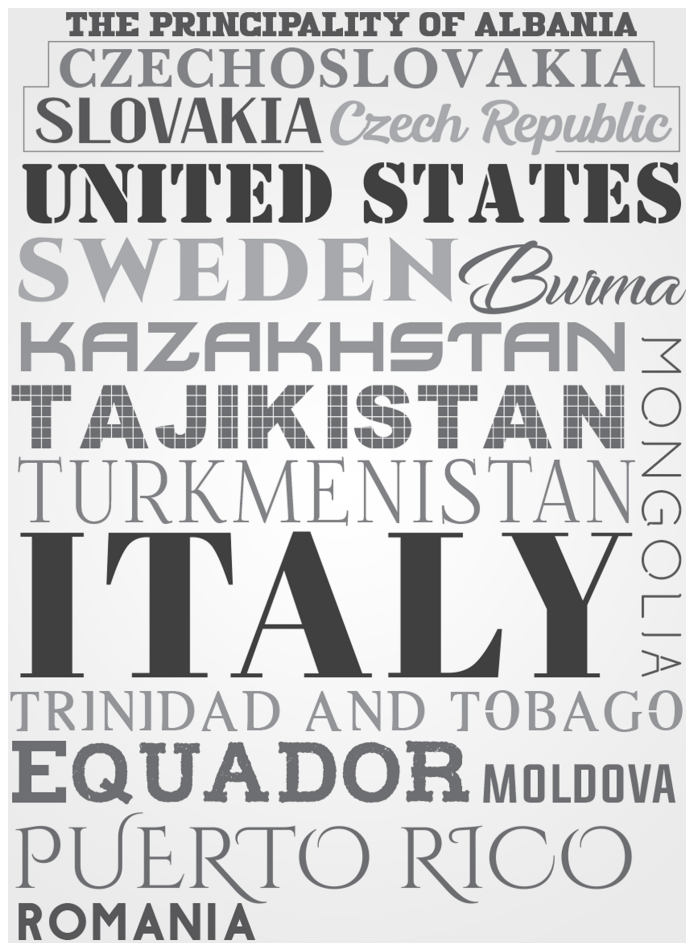 THE PRINCIPALITY OF ALBANIA
CZECHOSLOVAKIA
SLOVAKIA Czech Republic
UNITED STATES
SWEDEN Burma
KAZAKHSTAN
TAJIKISTAN
TURKMENISTAN
MONGOLIA
ITALY
TRINIDAD AND TOBAGO
EQUADOR MOLDOVA
PUERTO RICO
ROMANIA